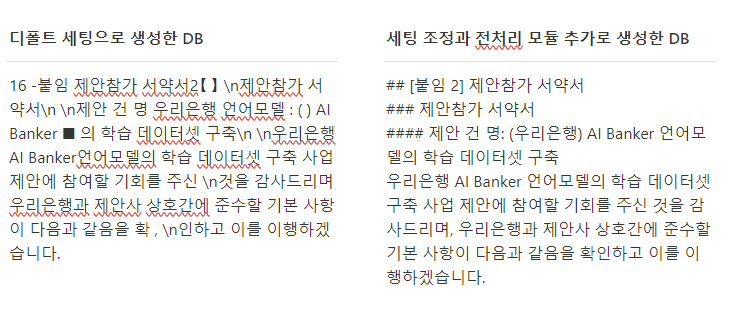 디폴트 세팅으로 생성한 DB
16 -붙임 제안참가 서약서2【 】 \n제안참가 서
약서\n \n제안 건 명 우리은행 언어모델 : ( ) AI
Banker ■ 의 학습 데이터셋 구축\n \n우리은행
AI Banker언어모델의 학습 데이터셋 구축 사업
제안에 참여할 기회를 주신 \n것을 감사드리며
우리은행과 제안사 상호간에 준수할 기본 사항
이 다음과 같음을 확 , \n인하고 이를 이행하겠
습니다.
세팅 조정과 전처리 모듈 추가로 생성한 DB
## [붙임 2] 제안참가 서약서
### 제안참가 서약서
#### 제안 건 명: (우리은행) AI Banker 언어모
델의 학습 데이터셋 구축
우리은행 AI Banker 언어모델의 학습 데이터셋
구축 사업 제안에 참여할 기회를 주신 것을 감
사드리며, 우리은행과 제안사 상호간에 준수할
기본 사항이 다음과 같음을 확인하고 이를 이
행하겠습니다.